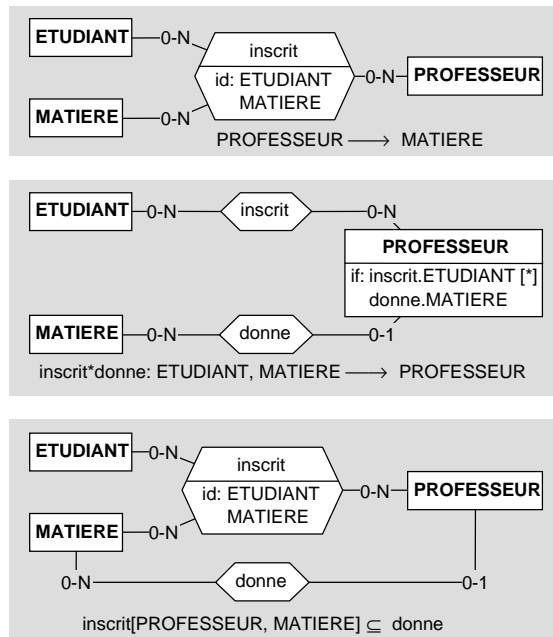 ETUDIANT 0-N inscrit
id: ETUDIANT 0-N PROFESSEUR
MATIERE 0-N MATIERE
PROFESSEUR ⟶ MATIERE
ETUDIANT 0-N inscrit 0-N
PROFESSEUR
if: inscrit.ETUDIANT [*]
donne.MATIERE
MATIERE 0-N donne 0-1
inscrit*donne: ETUDIANT, MATIERE ⟶ PROFESSEUR
ETUDIANT 0-N inscrit
id: ETUDIANT 0-N PROFESSEUR
MATIERE 0-N MATIERE
0-N donne 0-1
inscrit[PROFESSEUR, MATIERE] ⊆ donne